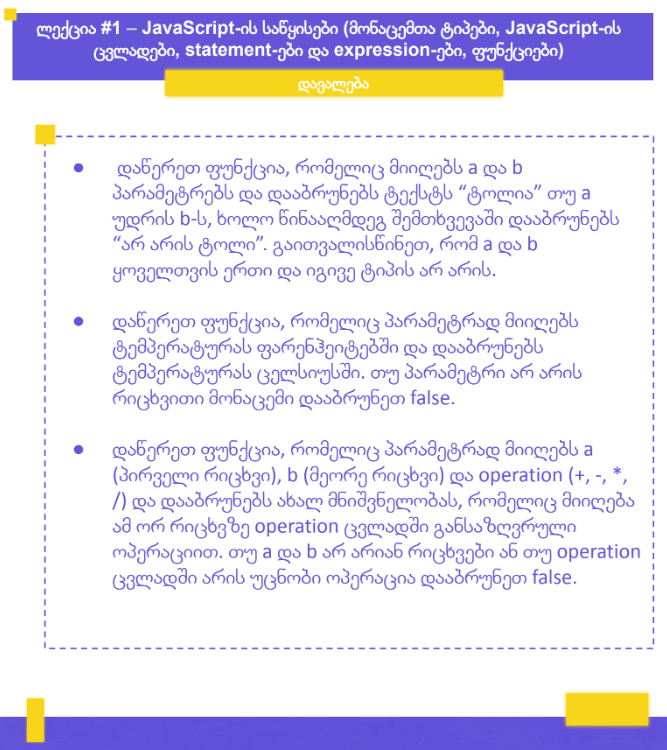 ლექცია #1 – JavaScript-ის საწყისები (მონაცემთა ტიპები, JavaScript-ის
ცვლადები, statement-ები და expression-ები, ფუნქციები)
დავალება
● დაწერეთ ფუნქცია, რომელიც მიიღებს a და b
პარამეტრებს და დააბრუნებს ტექსტს “ტოლია” თუ a
უდრის b-ს, ხოლო წინააღმდეგ შემთხვევაში დააბრუნებს
“არ არის ტოლი”. გაითვალისწინეთ, რომ a და b
ყოველთვის ერთი და იგივე ტიპის არ არის.
● დაწერეთ ფუნქცია, რომელიც პარამეტრად მიიღებს
ტემპერატურას ფარენჰეიტებში და დააბრუნებს
ტემპერატურას ცელსიუსში. თუ პარამეტრი არ არის
რიცხვითი მონაცემი დააბრუნეთ false.
● დაწერეთ ფუნქცია, რომელიც პარამეტრად მიიღებს a
(პირველი რიცხვი), b (მეორე რიცხვი) და operation (+, -, *,
/) და დააბრუნებს ახალ მნიშვნელობას, რომელიც მიიღება
ამ ორ რიცხვზე operation ცვლადში განსაზღვრული
ოპერაციით. თუ a და b არ არიან რიცხვები ან თუ operation
ცვლადში არის უცნობი ოპერაცია დააბრუნეთ false.